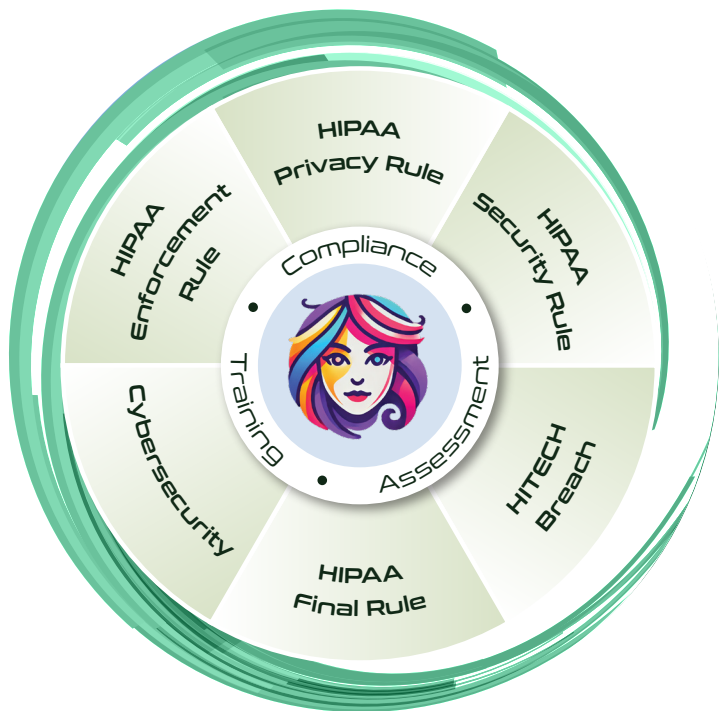 HIPAA
Privacy Rule
HIPAA
Security Rule
HITECH
Breach
HIPAA
Final Rule
Cybersecurity
HIPAA
Enforcement
Rule
Compliance
Assessment
Training